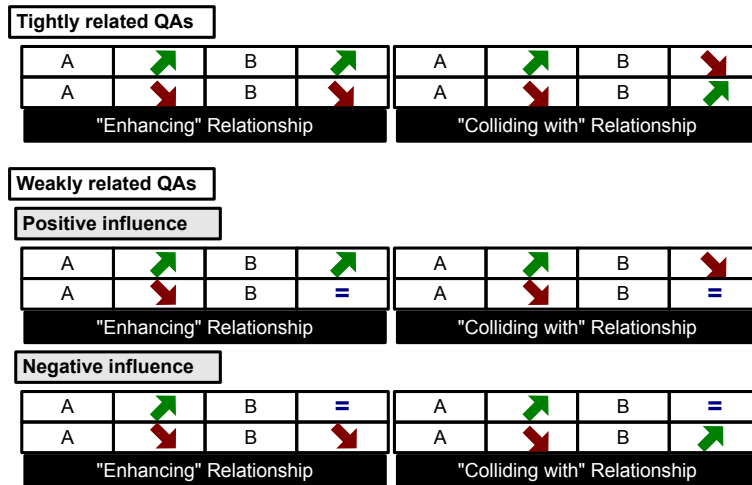 Tightly related QAs
A B A B
A B A B
"Enhancing" Relationship "Colliding with" Relationship
Weakly related QAs
Positive influence
A B A B
A B = A B =
"Enhancing" Relationship "Colliding with" Relationship
Negative influence
A B = A B =
A B A B
"Enhancing" Relationship "Colliding with" Relationship